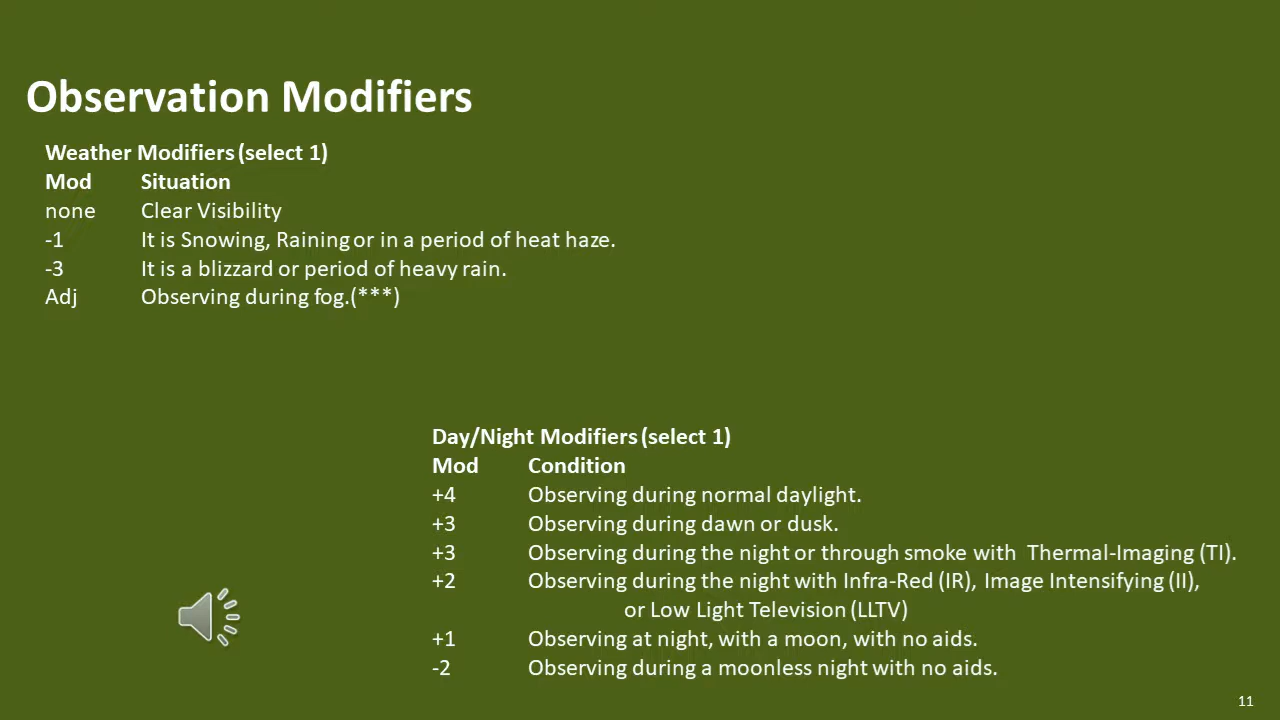 Observation Modifiers
Weather Modifiers (select 1)
Mod Situation
none Clear Visibility
-1 It is Snowing, Raining or in a period of heat haze.
-3 It is a blizzard or period of heavy rain.
Adj Observing during fog.(***)
Day/Night Modifiers (select 1)
Mod Condition
+4 Observing during normal daylight.
+3 Observing during dawn or dusk.
+3 Observing during the night or through smoke with Thermal-Imaging (TI).
+2 Observing during the night with Infra-Red (IR), Image Intensifying (II),
or Low Light Television (LLTV)
+1 Observing at night, with a moon, with no aids.
-2 Observing during a moonless night with no aids.
11